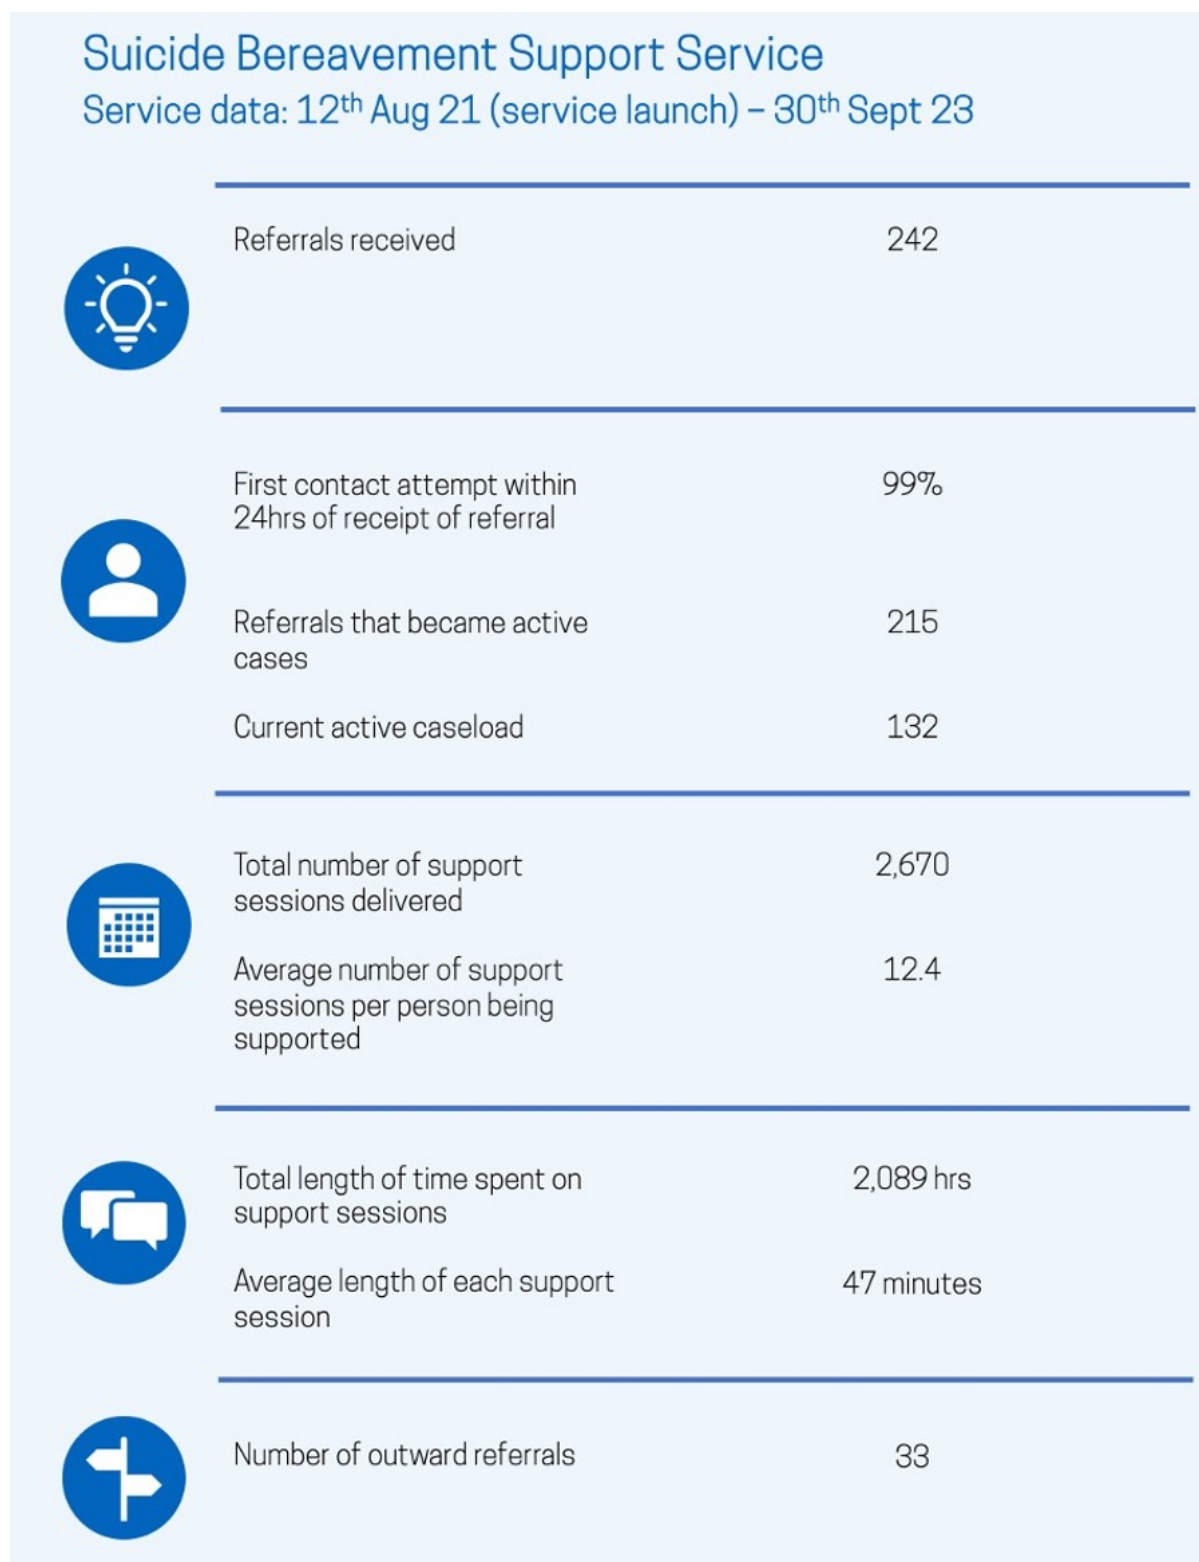 Suicide Bereavement Support Service
Service data: 12th Aug 21 (service launch) – 30th Sept 23
Referrals received 242
First contact attempt within 99%
24hrs of receipt of referral
Referrals that became active 215
cases
Current active caseload 132
Total number of support 2,670
sessions delivered
Average number of support 12.4
sessions per person being
supported
Total length of time spent on 2,089 hrs
support sessions
Average length of each support 47 minutes
session
Number of outward referrals 33